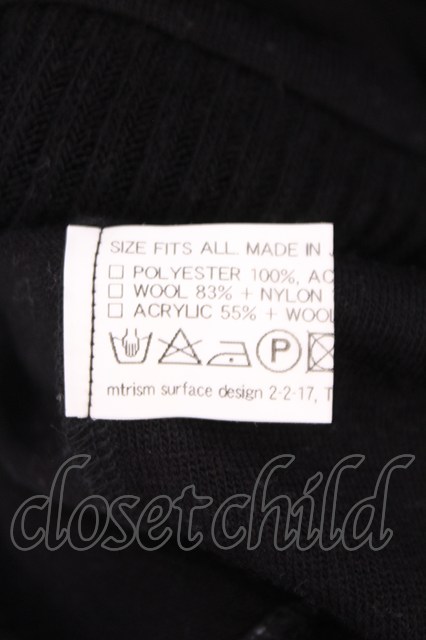 SIZE FITS ALL. MADE IN
☐ POLYESTER 100%, AC
☐ WOOL 83% + NYLON
☐ ACRYLIC 55% + WOOL
P
mtrism surface design 2-2-17, T
closetchild